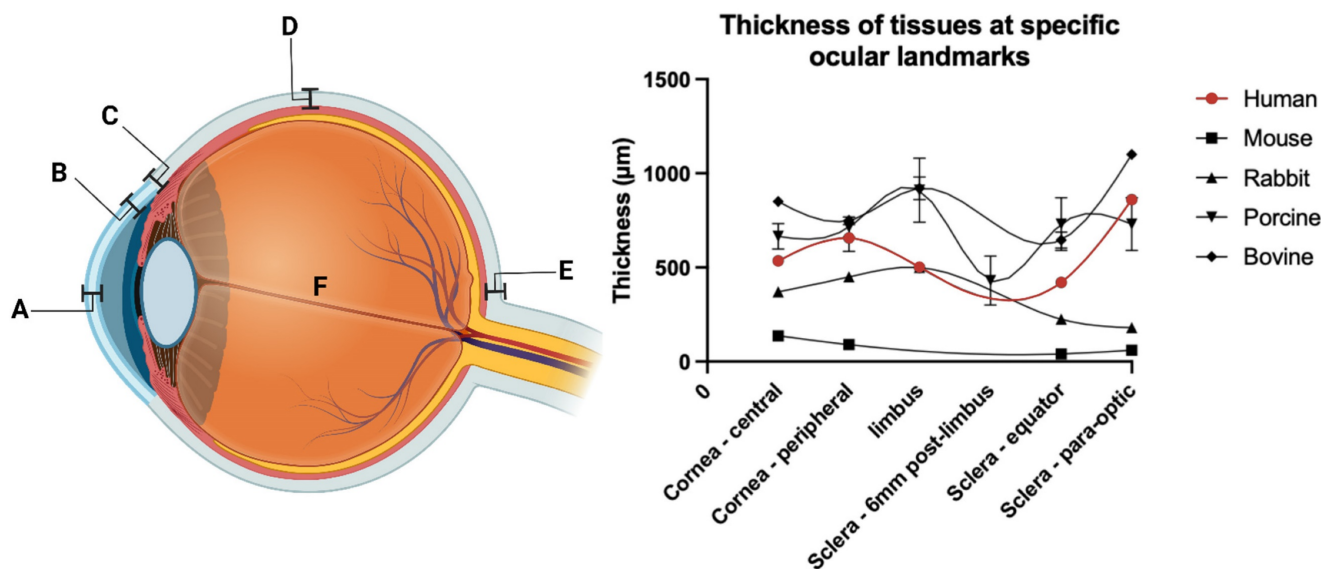 D
C
B
A
F
E
Thickness of tissues at specific
ocular landmarks
Thickness (μm)
1500
1000
500
0
0
Cornea - central
Cornea - peripheral
limbus
Sclera - 6mm post-limbus
Sclera - equator
Sclera - para-optic
Human
Mouse
Rabbit
Porcine
Bovine